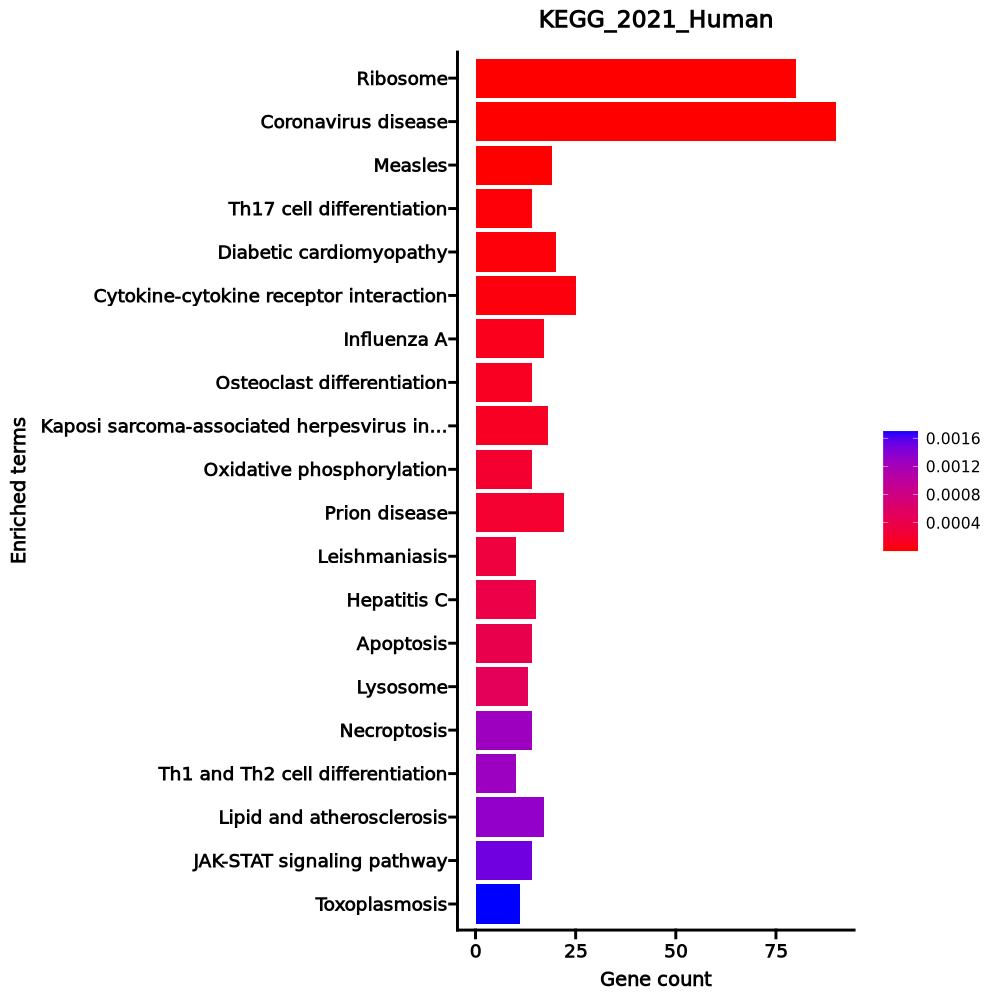 KEGG_2021_Human
Ribosome
Coronavirus disease
Measles
Th17 cell differentiation
Diabetic cardiomyopathy
Cytokine-cytokine receptor interaction
Influenza A
Osteoclast differentiation
Kaposi sarcoma-associated herpesvirus in...
Oxidative phosphorylation
Prion disease
Leishmaniasis
Hepatitis C
Apoptosis
Lysosome
Necroptosis
Th1 and Th2 cell differentiation
Lipid and atherosclerosis
JAK-STAT signaling pathway
Toxoplasmosis
Enriched terms
0 25 50 75
Gene count
0.0016
0.0012
0.0008
0.0004